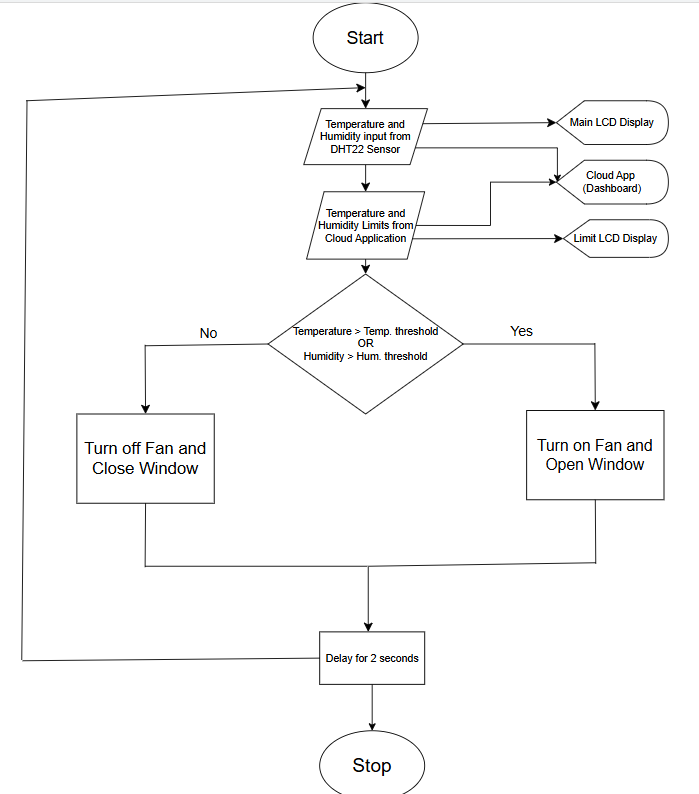 Start
Temperature and
Humidity input from
DHT22 Sensor
Main LCD Display
Cloud App
(Dashboard)
Temperature and
Humidity Limits from
Cloud Application
Limit LCD Display
Temperature > Temp. threshold
OR
Humidity > Hum. threshold
No
Yes
Turn off Fan and
Close Window
Turn on Fan and
Open Window
Delay for 2 seconds
Stop